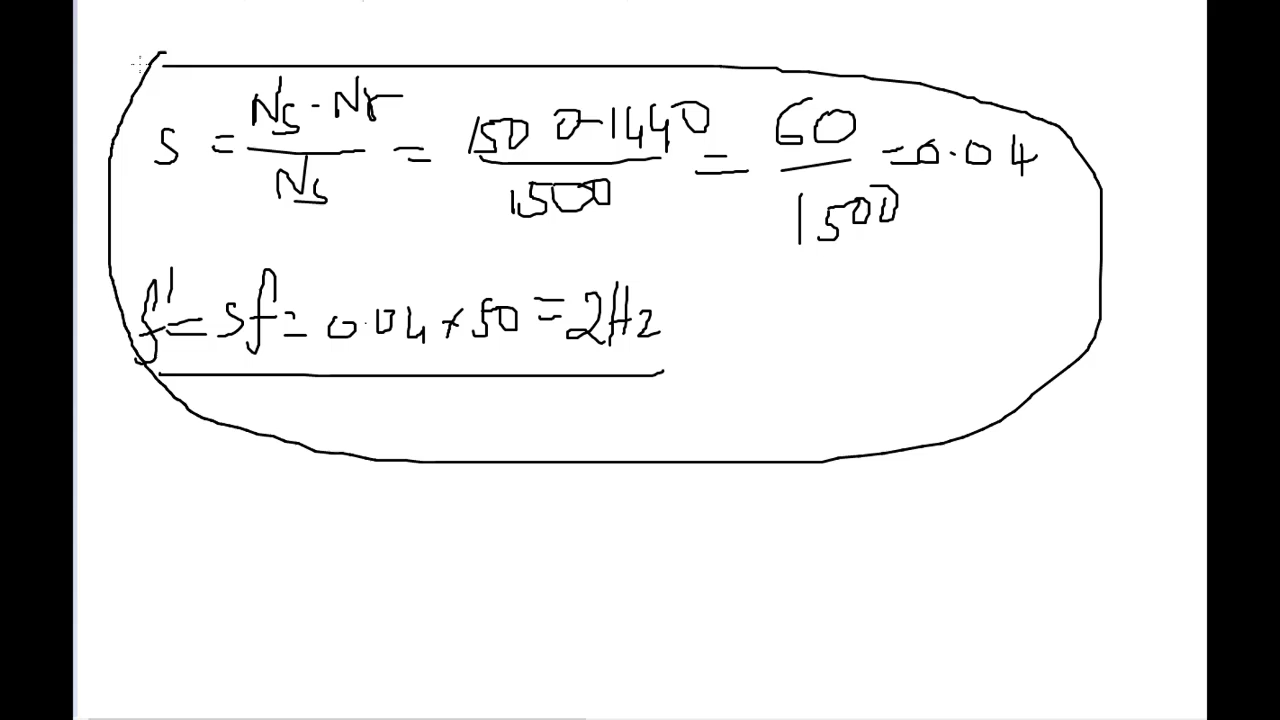 S = Ns - Nr / Ns = 1500-1440 / 1500 = 60 / 1500 = 0.04
f' = sf = 0.04 × 50 = 2Hz